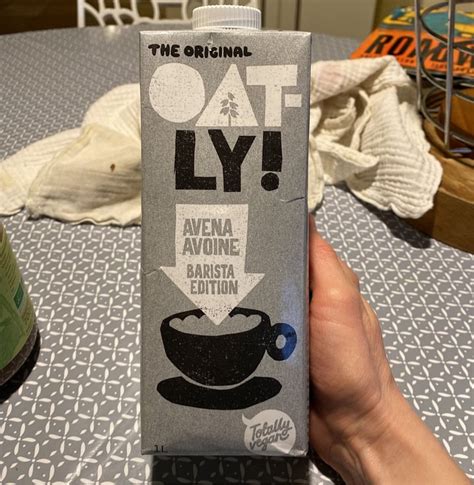 THE ORIGINAL
OAT-
LY!
AVENA
AVOINE
BARISTA
EDITION
Totally
vegan
1L